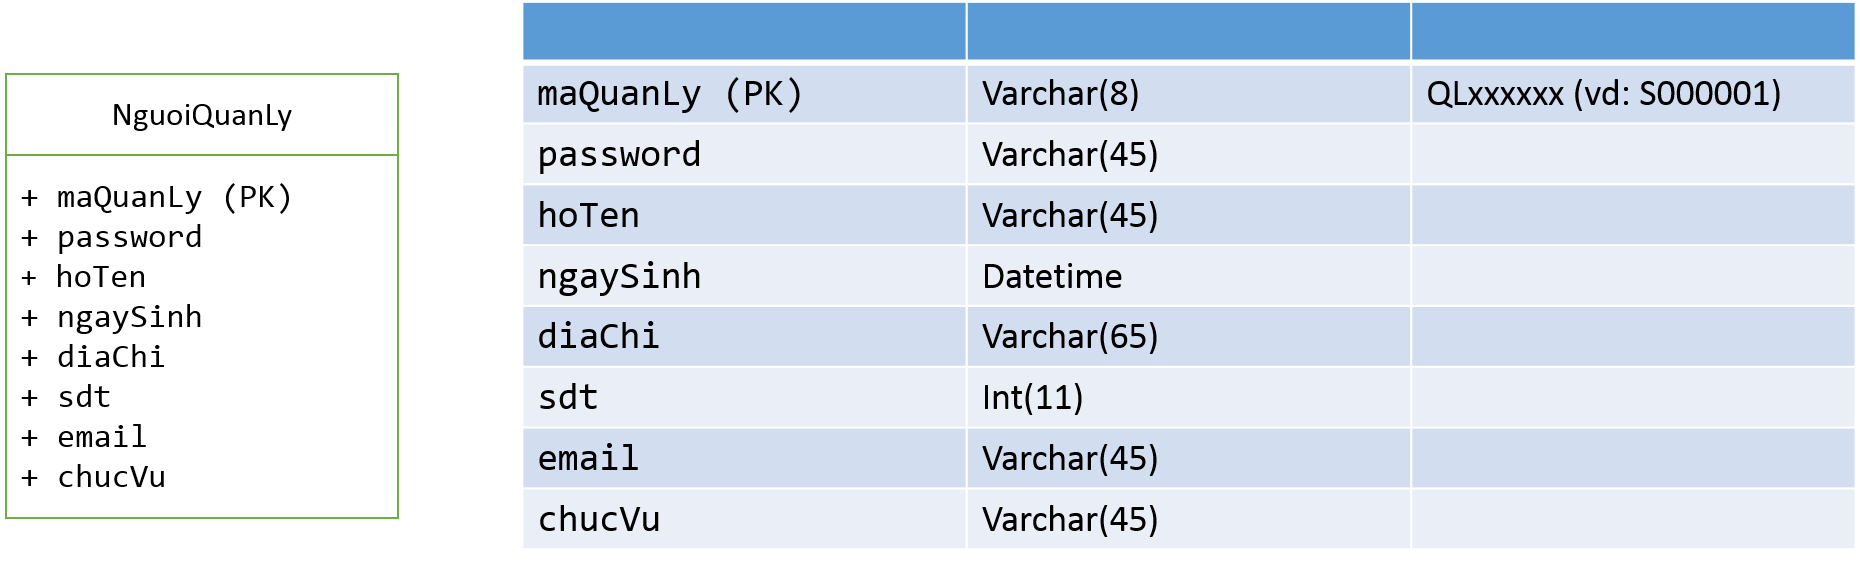 NguoiQuanLy
+ maQuanLy (PK)
+ password
+ hoTen
+ ngaySinh
+ diaChi
+ sdt
+ email
+ chucVu
maQuanLy (PK) Varchar(8) QLxxxxxx (vd: S000001)
password Varchar(45)
hoTen Varchar(45)
ngaySinh Datetime
diaChi Varchar(65)
sdt Int(11)
email Varchar(45)
chucVu Varchar(45)